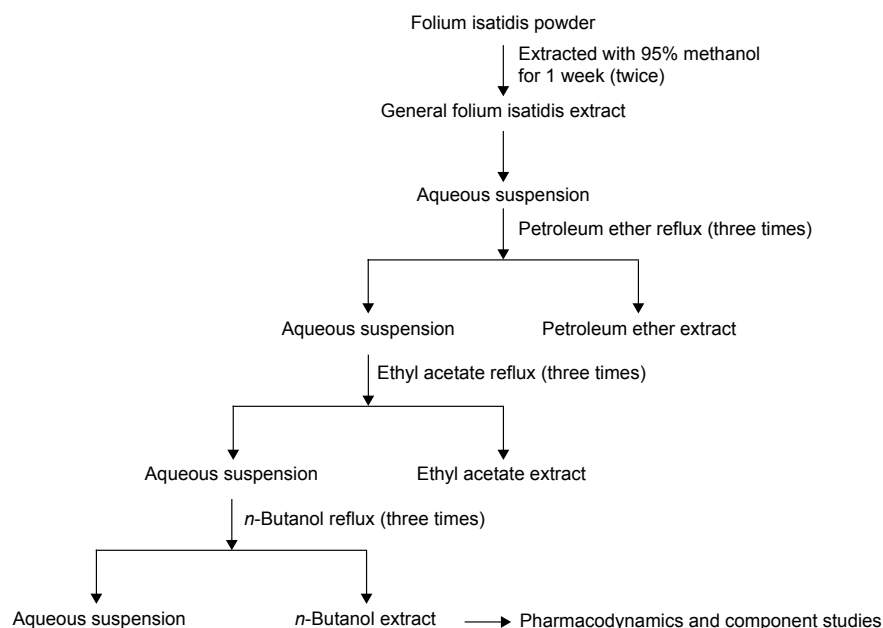 Folium isatidis powder
Extracted with 95% methanol
for 1 week (twice)
General folium isatidis extract
Aqueous suspension
Petroleum ether reflux (three times)
Aqueous suspension
Petroleum ether extract
Ethyl acetate reflux (three times)
Aqueous suspension
Ethyl acetate extract
n-Butanol reflux (three times)
Aqueous suspension
n-Butanol extract
Pharmacodynamics and component studies